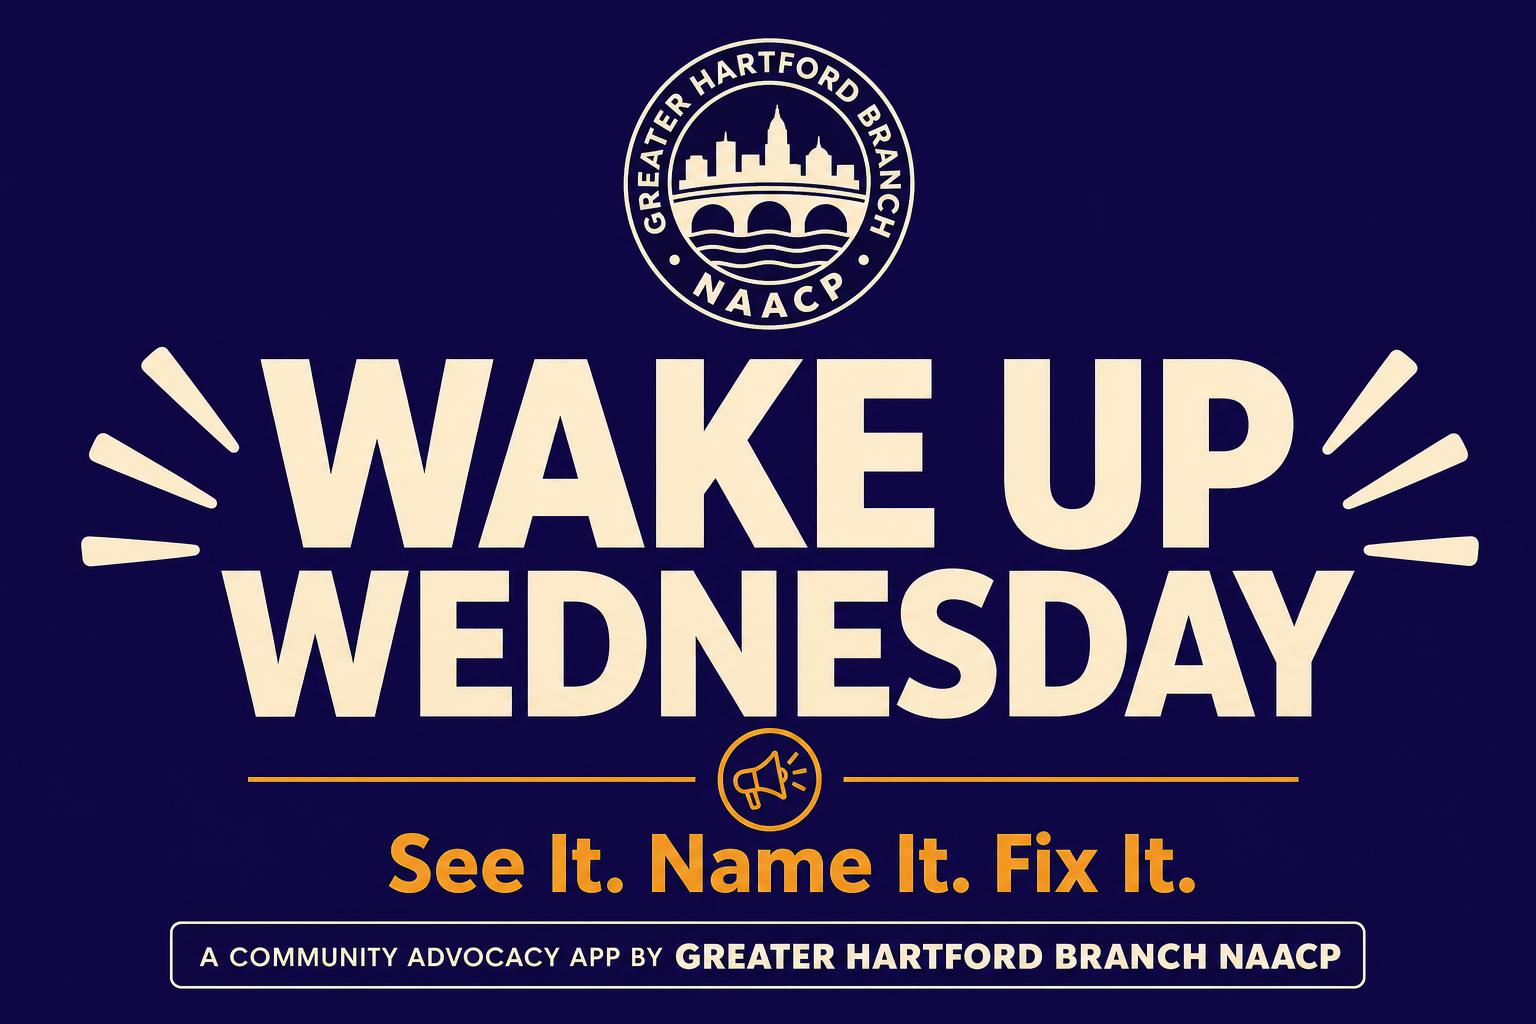 GREATER HARTFORD BRANCH
• NAACP •
WAKE UP
WEDNESDAY
See It. Name It. Fix It.
A COMMUNITY ADVOCACY APP BY GREATER HARTFORD BRANCH NAACP